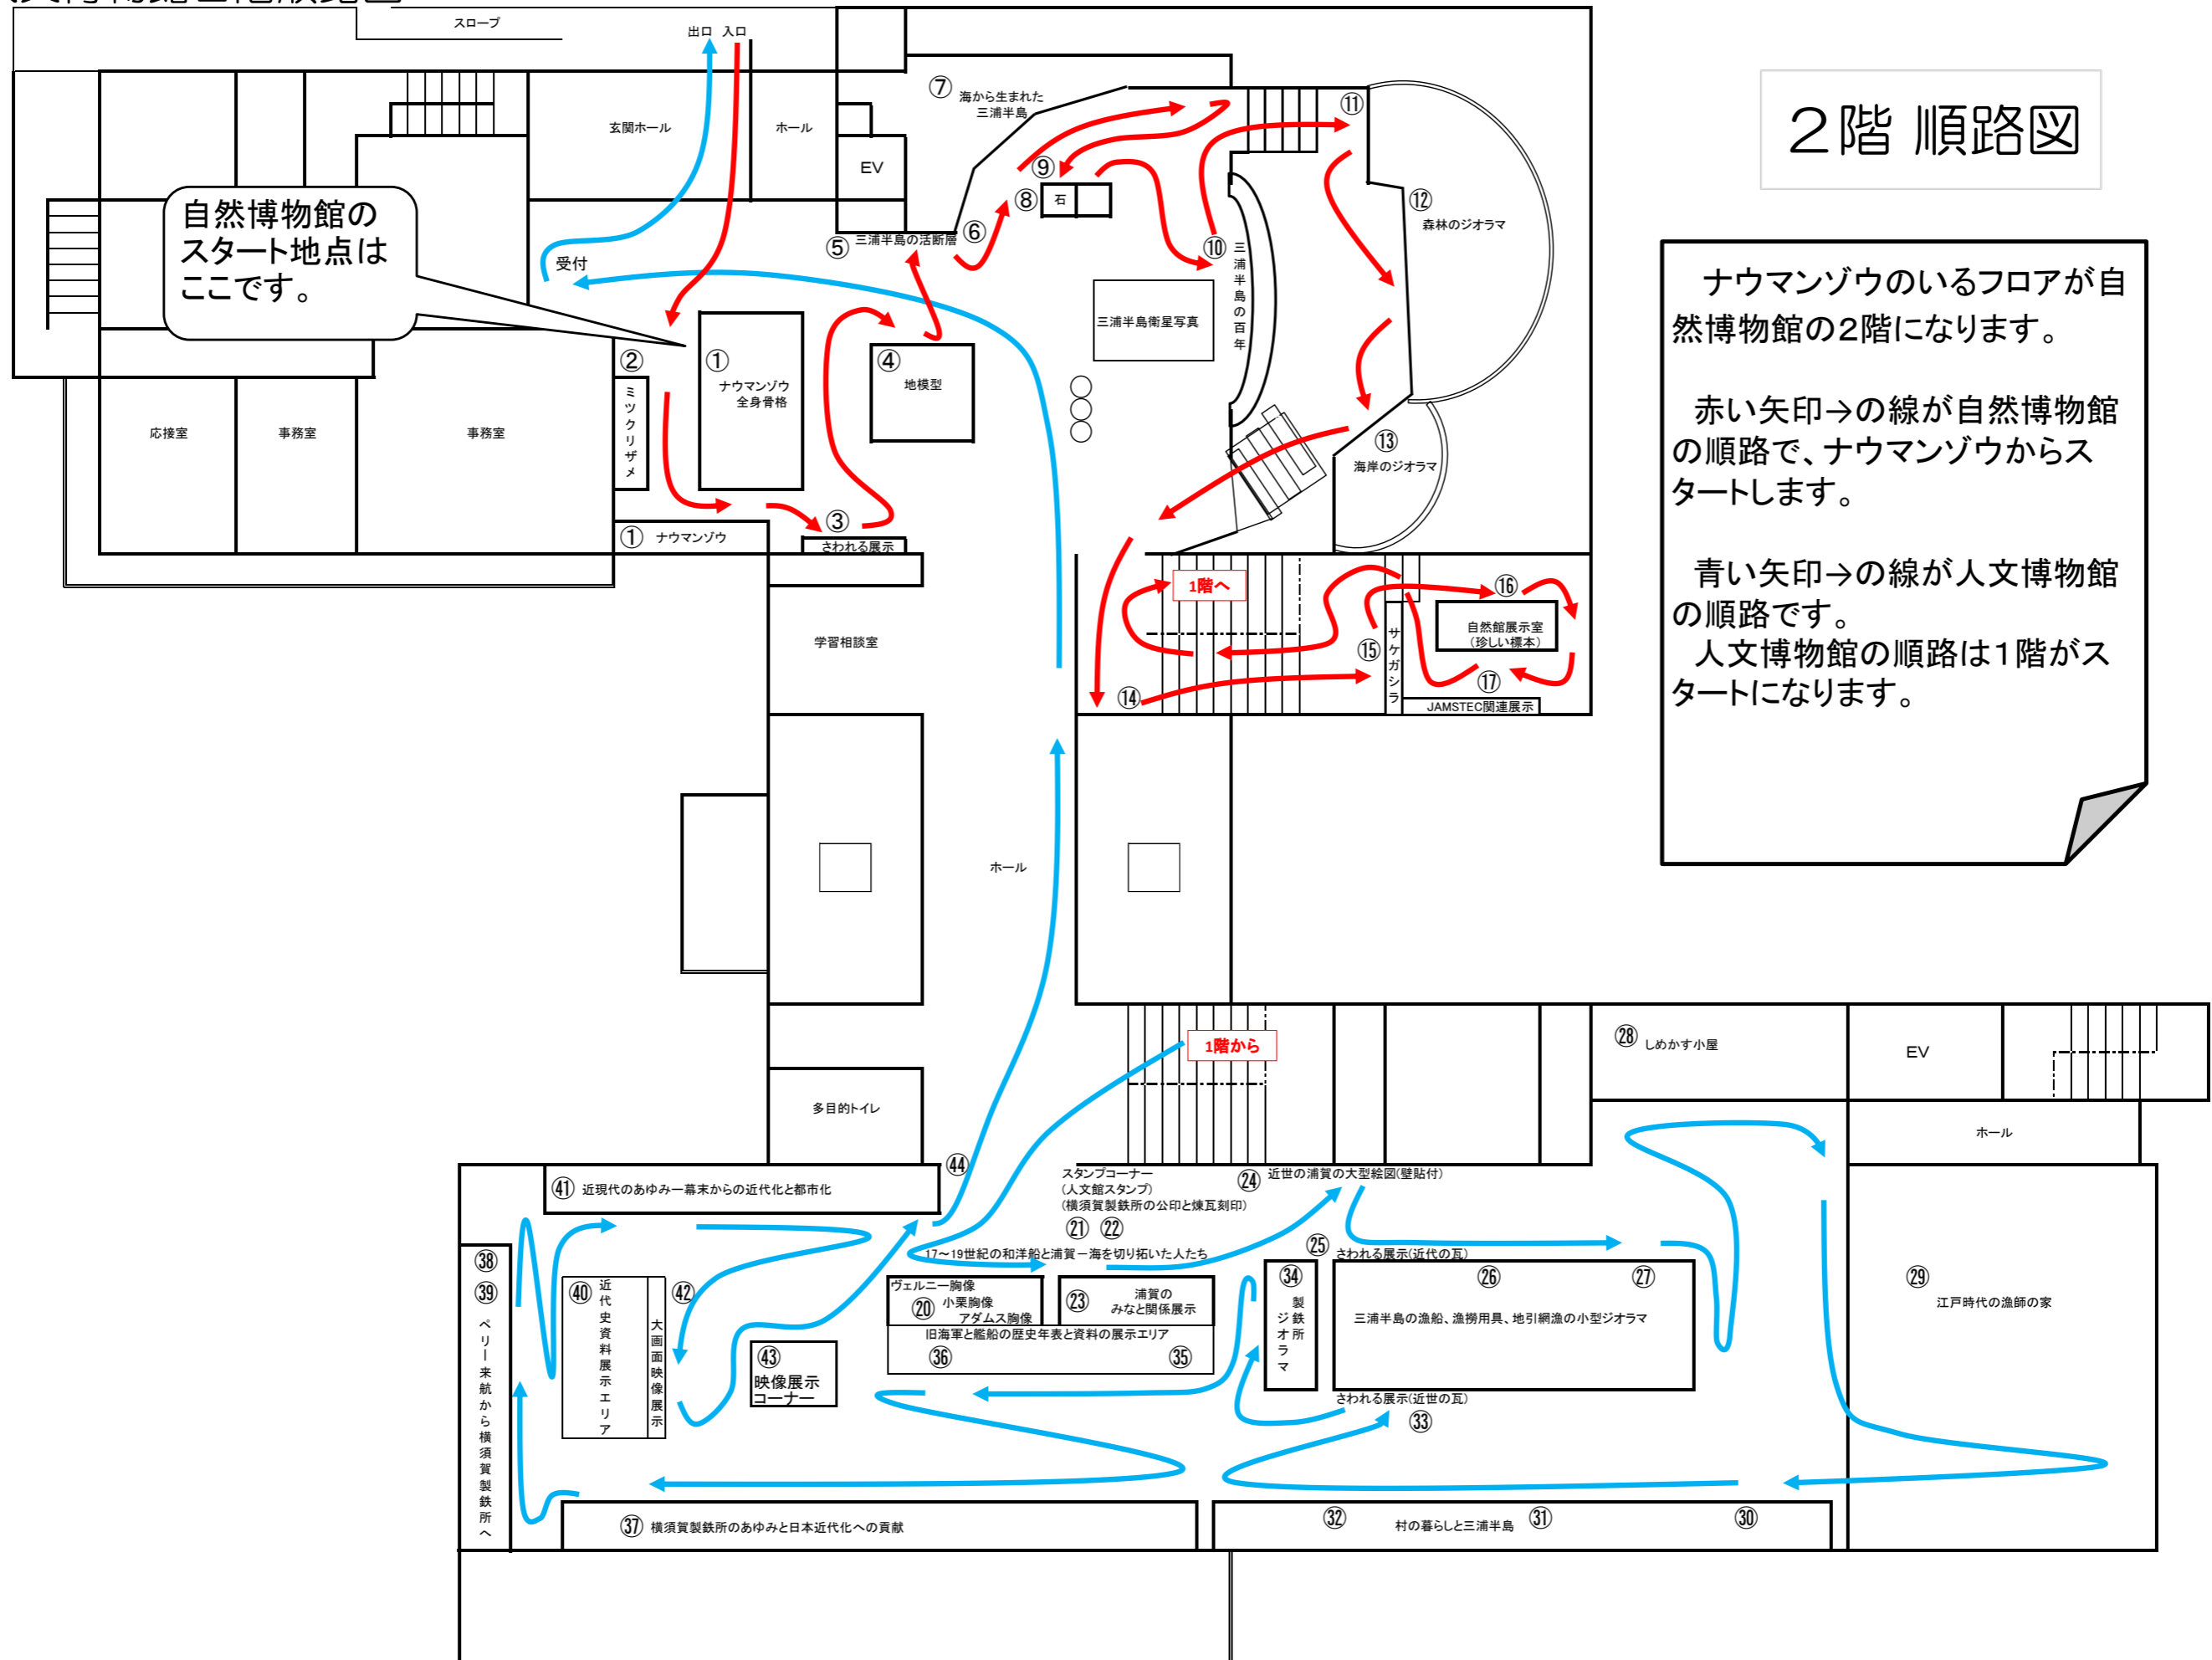 スロープ
出口 入口
2階 順路図
⑦ 海から生まれた
三浦半島
⑪
玄関ホール
ホール
EV
⑨
⑧ 石
⑫
森林のジオラマ
自然博物館の
スタート地点は
ここです。
受付
⑤ 三浦半島の活断層
⑥
⑩ 三浦半島の百年
三浦半島衛星写真
ナウマンゾウのいるフロアが自
然博物館の2階になります。
赤い矢印→の線が自然博物館
の順路で、ナウマンゾウからス
タートします。
青い矢印→の線が人文博物館
の順路です。
人文博物館の順路は1階がス
タートになります。
②
ミツクリザメ
①
ナウマンゾウ
全身骨格
④
地模型
応接室
事務室
事務室
⑬
海岸のジオラマ
③
さわれる展示
① ナウマンゾウ
1階へ
⑯
自然館展示室
(珍しい標本)
学習相談室
⑮ サケガシラ
⑭
⑰
JAMSTEC関連展示
ホール
1階から
㉘ しめかす小屋
EV
多目的トイレ
ホール
㊹
スタンプコーナー
(人文館スタンプ)
(横須賀製鉄所の公印と煉瓦刻印)
㉔ 近世の浦賀の大型絵図(壁貼付)
㊶ 近現代のあゆみー幕末からの近代化と都市化
㉑ ㉒
17～19世紀の和洋船と浦賀－海を切り拓いた人たち
㉕ さわれる展示(近代の瓦)
㊳
㊴
ペリー来航から横須賀製鉄所へ
㊵ 近代史資料展示エリア
㊷
大画面映像展示
ヴェルニー胸像
⑳ 小栗胸像
アダムス胸像
㉓ 浦賀の
みなと関係展示
㉞ 製鉄所
ジオラマ
㉖ ㉗
三浦半島の漁船、漁撈用具、地引網漁の小型ジオラマ
㉙
江戸時代の漁師の家
旧海軍と艦船の歴史年表と資料の展示エリア
㊱ ㉟
㊸
映像展示
コーナー
さわれる展示(近世の瓦)
㉝
㊲ 横須賀製鉄所のあゆみと日本近代化への貢献
㉜ 村の暮らしと三浦半島 ㉛ ㉚